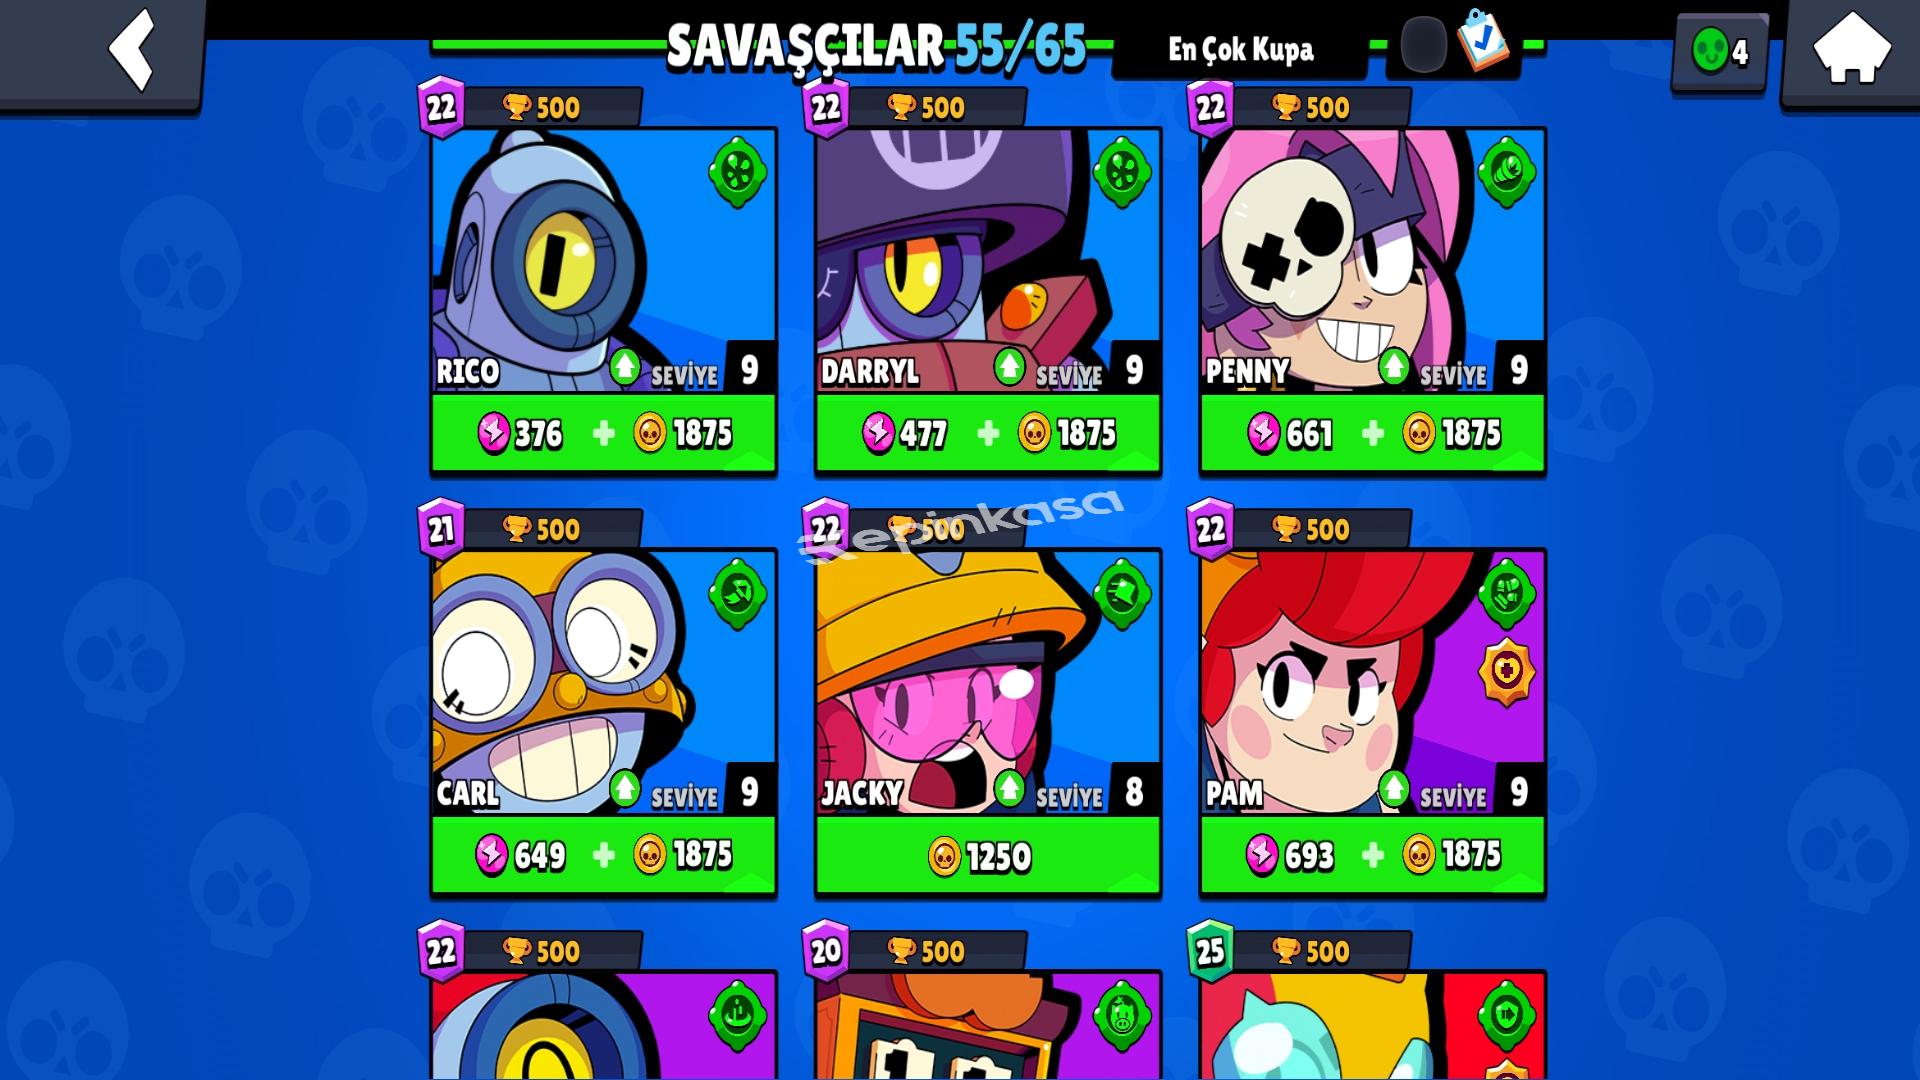 SAVAŞÇILAR 55/65
En Çok Kupa
4
22 500
22 500
22 500
RICO SEVİYE 9
DARRYL SEVİYE 9
PENNY SEVİYE 9
376 + 1875
477 + 1875
661 + 1875
21 500
22 500
22 500
epinkasa
CARL SEVİYE 9
JACKY SEVİYE 8
PAM SEVİYE 9
649 + 1875
1250
693 + 1875
22 500
20 500
25 500